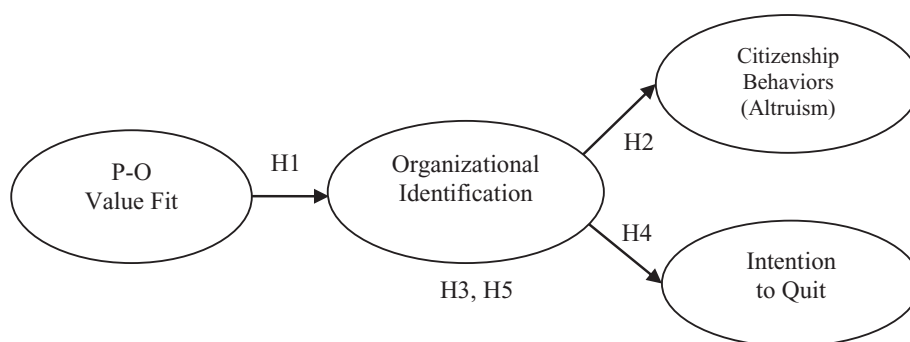 P-O
Value Fit
H1
Organizational
Identification
H3, H5
H2
H4
Citizenship
Behaviors
(Altruism)
Intention
to Quit